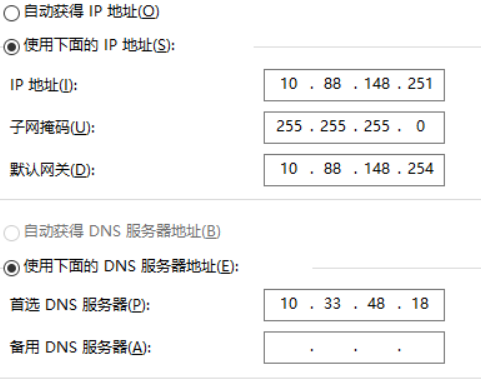 自动获得 IP 地址(O)
使用下面的 IP 地址(S):
IP 地址(I): 10 . 88 . 148 . 251
子网掩码(U): 255 . 255 . 255 . 0
默认网关(D): 10 . 88 . 148 . 254
自动获得 DNS 服务器地址(B)
使用下面的 DNS 服务器地址(E):
首选 DNS 服务器(P): 10 . 33 . 48 . 18
备用 DNS 服务器(A): . . .